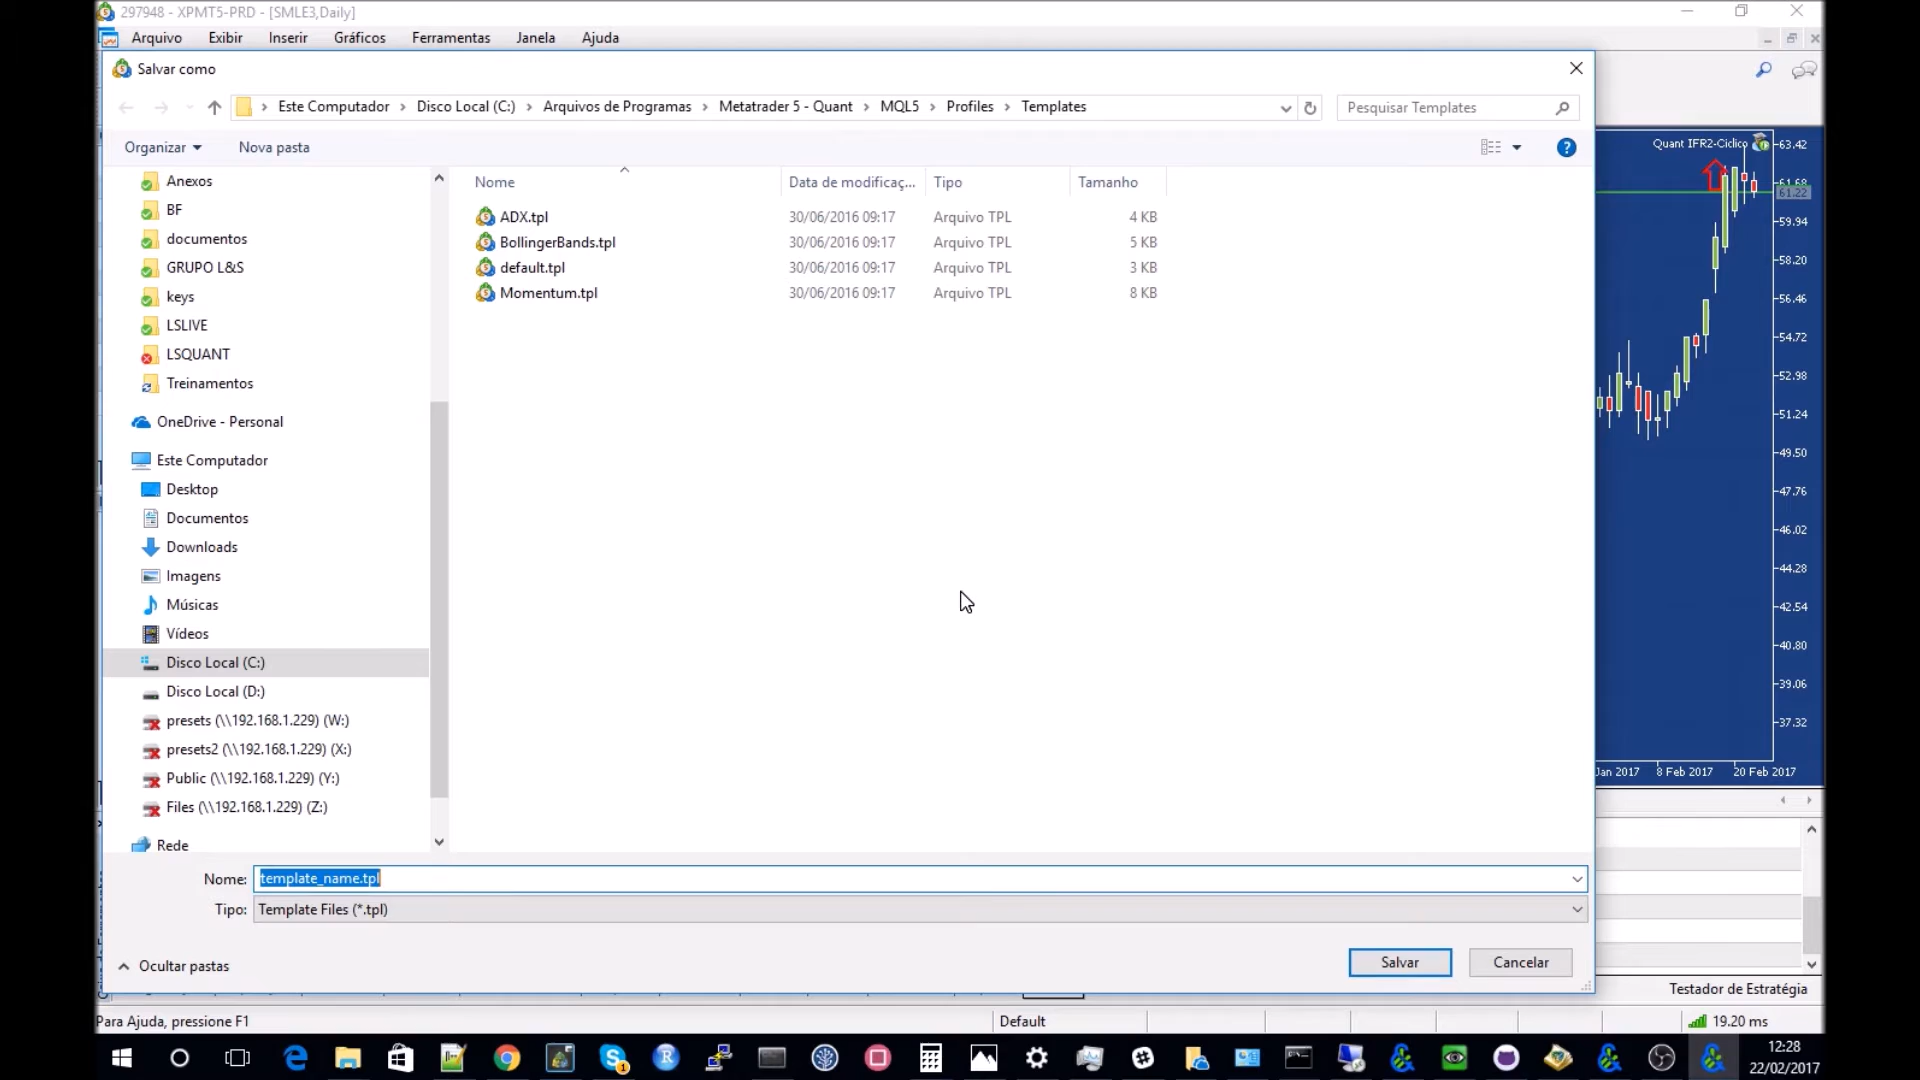 297948 - XPMT5-PRD - [SMLE3,Daily]
Arquivo Exibir Inserir Gráficos Ferramentas Janela Ajuda
Salvar como
Este Computador Disco Local (C:) Arquivos de Programas Metatrader 5 - Quant MQL5 Profiles Templates
Pesquisar Templates
Organizar Nova pasta
Nome Data de modificaç... Tipo Tamanho
ADX.tpl 30/06/2016 09:17 Arquivo TPL 4 KB
BollingerBands.tpl 30/06/2016 09:17 Arquivo TPL 5 KB
default.tpl 30/06/2016 09:17 Arquivo TPL 3 KB
Momentum.tpl 30/06/2016 09:17 Arquivo TPL 8 KB
Anexos
BF
documentos
GRUPO L&S
keys
LSLIVE
LSQUANT
Treinamentos
OneDrive - Personal
Este Computador
Desktop
Documentos
Downloads
Imagens
Músicas
Vídeos
Disco Local (C:)
Disco Local (D:)
presets (\\192.168.1.229) (W:)
presets2 (\\192.168.1.229) (X:)
Public (\\192.168.1.229) (Y:)
Files (\\192.168.1.229) (Z:)
Rede
Nome: template_name.tpl
Tipo: Template Files (*.tpl)
Ocultar pastas
Salvar Cancelar
Quant IFR2-Ciclico
63.42
61.68
61.22
59.94
58.20
56.46
54.72
52.98
51.24
49.50
47.76
46.02
44.28
42.54
40.80
39.06
37.32
Jan 2017 8 Feb 2017 20 Feb 2017
Testador de Estratégia
Para Ajuda, pressione F1
Default
19.20 ms
12:28
22/02/2017